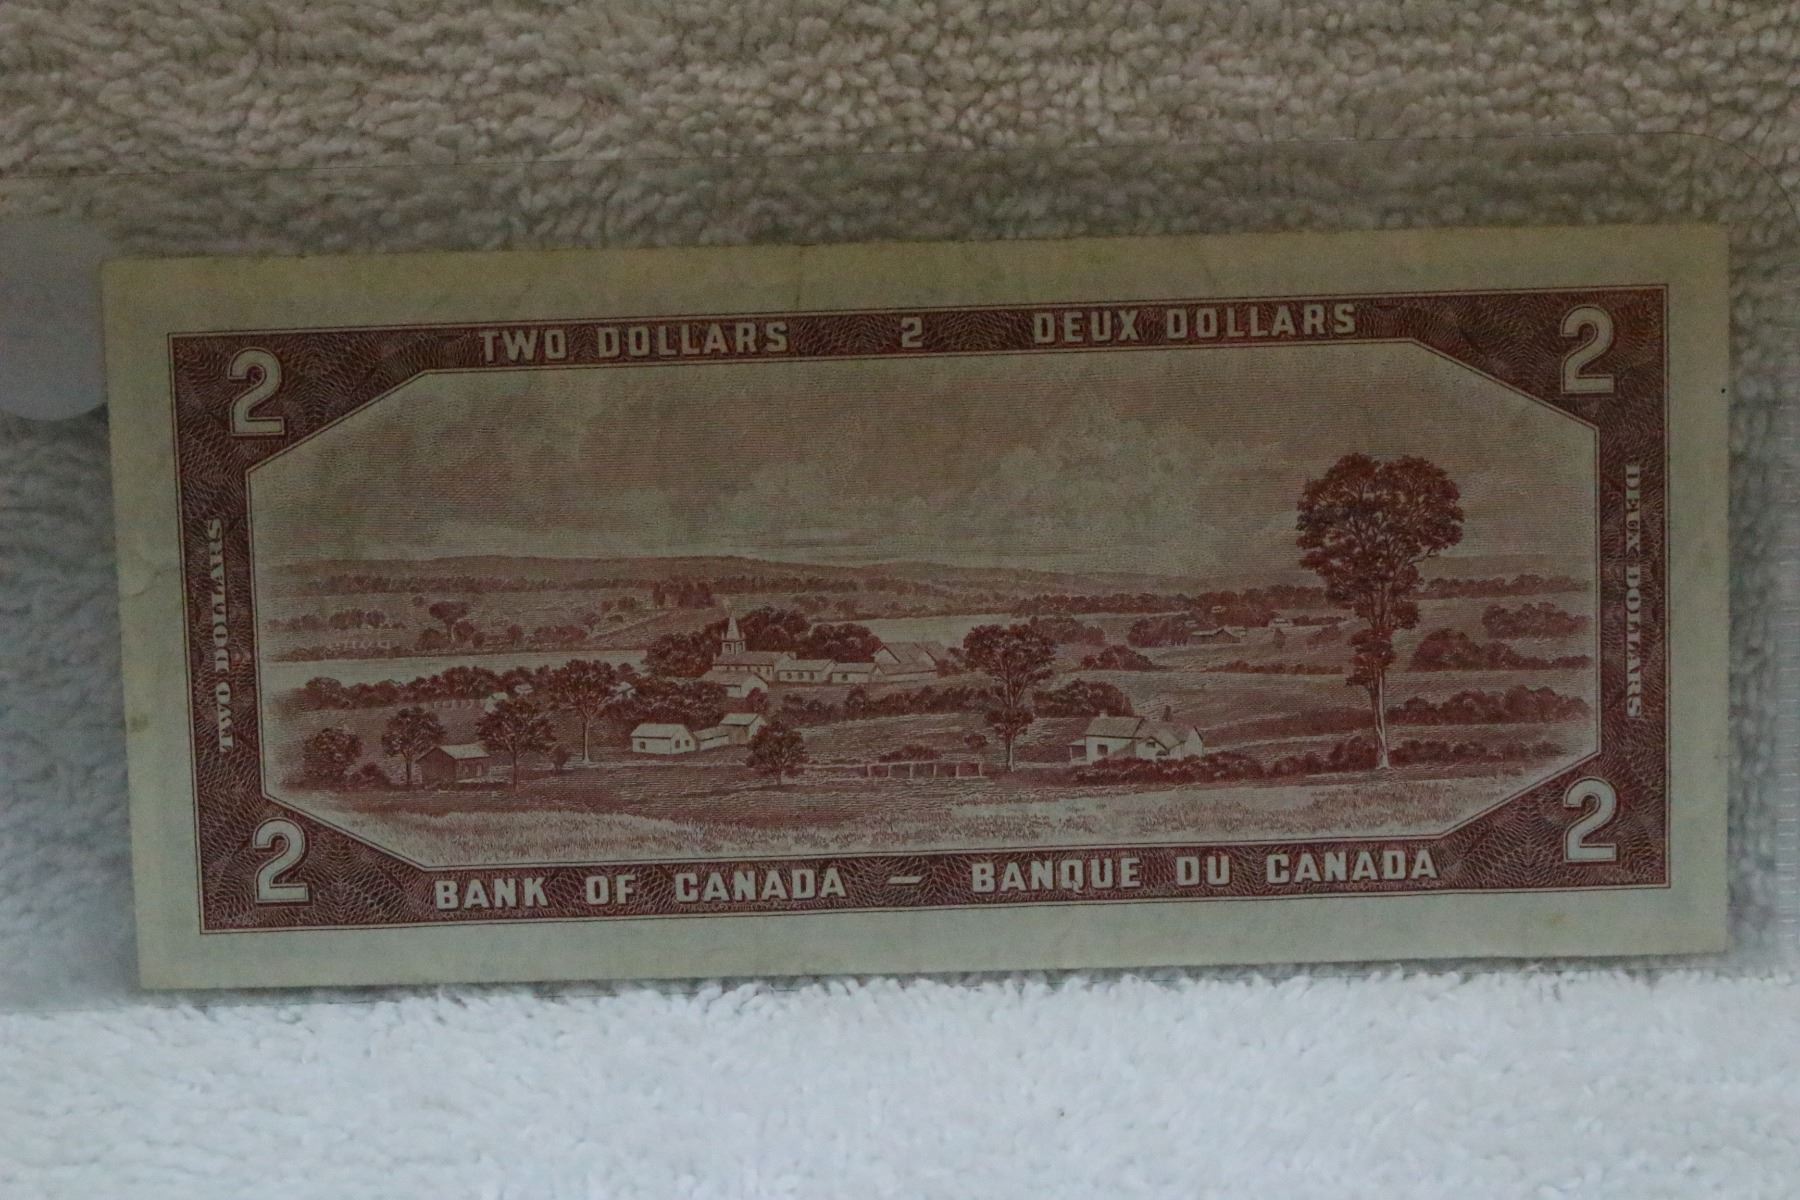 TWO DOLLARS 2 DEUX DOLLARS
2 2
TWO DOLLARS
DEUX DOLLARS
2 2
BANK OF CANADA – BANQUE DU CANADA